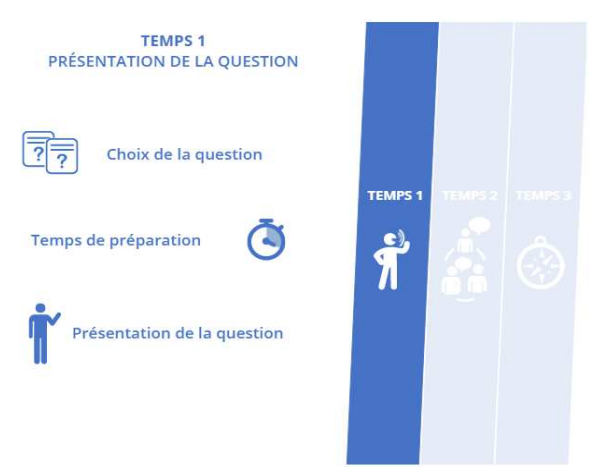 TEMPS 1
PRÉSENTATION DE LA QUESTION
? ?
Choix de la question
Temps de préparation
Présentation de la question
TEMPS 1
TEMPS 2
TEMPS 3